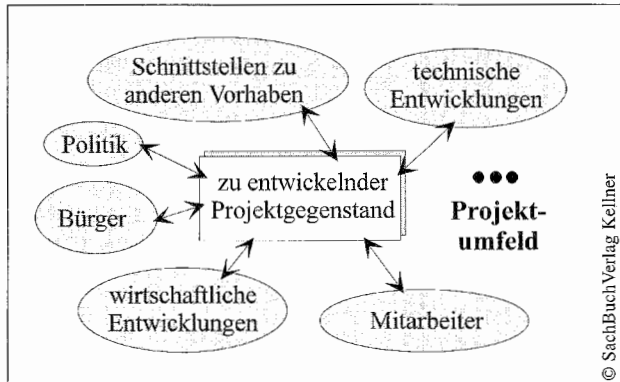 Schnittstellen zu
anderen Vorhaben
technische
Entwicklungen
Politik
zu entwickelnder
Projektgegenstand
Bürger
Projekt-
umfeld
wirtschaftliche
Entwicklungen
Mitarbeiter
© SachBuchVerlag Kellner